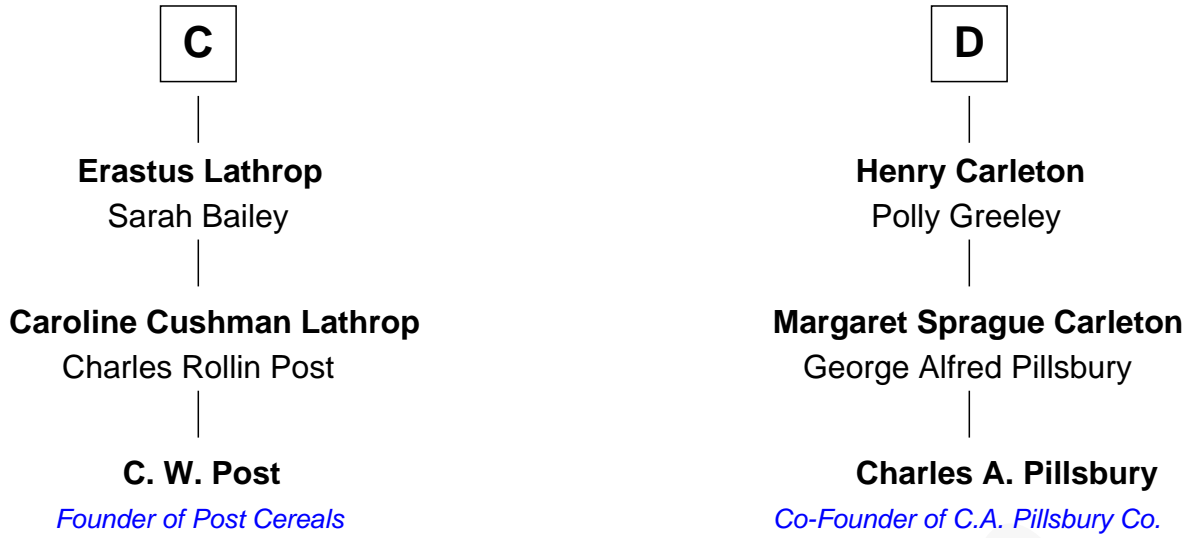 C
Erastus Lathrop
Sarah Bailey
Caroline Cushman Lathrop
Charles Rollin Post
C. W. Post
Founder of Post Cereals
D
Henry Carleton
Polly Greeley
Margaret Sprague Carleton
George Alfred Pillsbury
Charles A. Pillsbury
Co-Founder of C.A. Pillsbury Co.